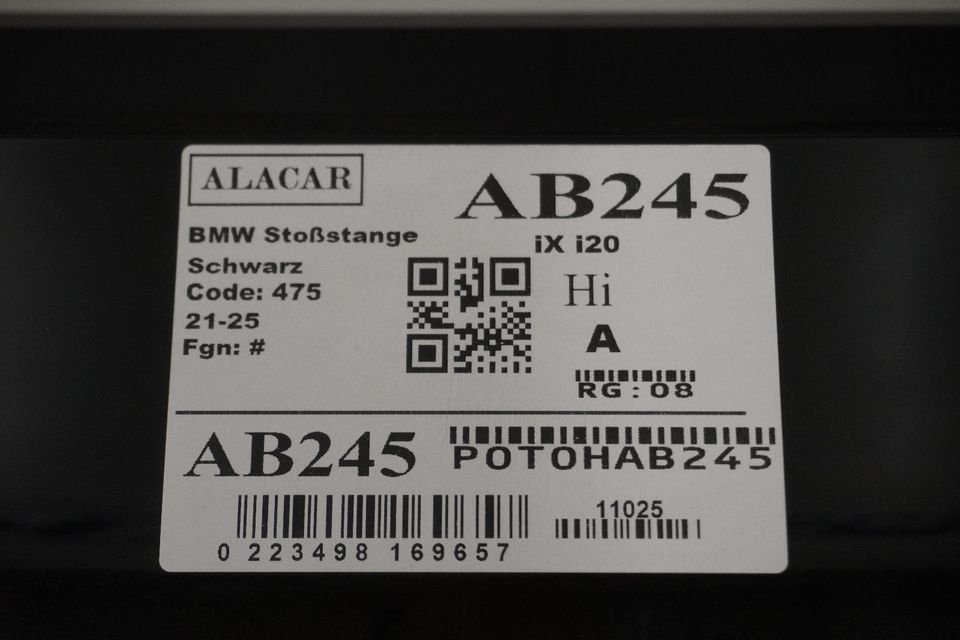 ALACAR
AB245
BMW Stoßstange
iX i20
Schwarz
Code: 475
Hi
21-25
A
Fgn: #
RG:08
AB245
POTOHAB245
11025
0 223498 169657